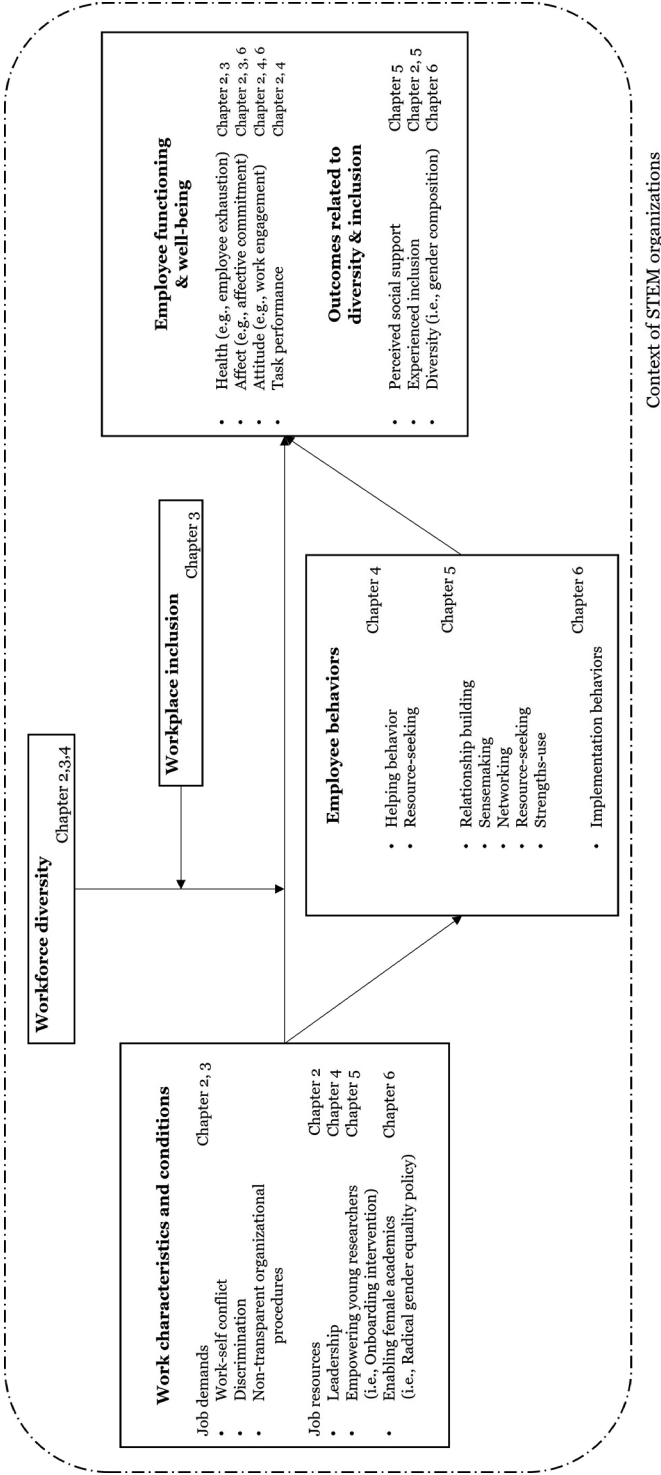 Workforce diversity
Chapter 2,3,4
Workplace inclusion
Chapter 3
Work characteristics and conditions
Job demands Chapter 2, 3
• Work-self conflict
• Discrimination
• Non-transparent organizational
procedures
Job resources Chapter 2
• Leadership Chapter 4
• Empowering young researchers Chapter 5
(i.e., Onboarding intervention)
• Enabling female academics Chapter 6
(i.e., Radical gender equality policy)
Employee behaviors
• Helping behavior Chapter 4
• Resource-seeking
• Relationship building Chapter 5
• Sensemaking
• Networking
• Resource-seeking
• Strengths-use
• Implementation behaviors Chapter 6
Employee functioning
& well-being
• Health (e.g., employee exhaustion) Chapter 2, 3
• Affect (e.g., affective commitment) Chapter 2, 3, 6
• Attitude (e.g., work engagement) Chapter 2, 4, 6
• Task performance Chapter 2, 4
Outcomes related to
diversity & inclusion
• Perceived social support Chapter 5
• Experienced inclusion Chapter 2, 5
• Diversity (i.e., gender composition) Chapter 6
Context of STEM organizations